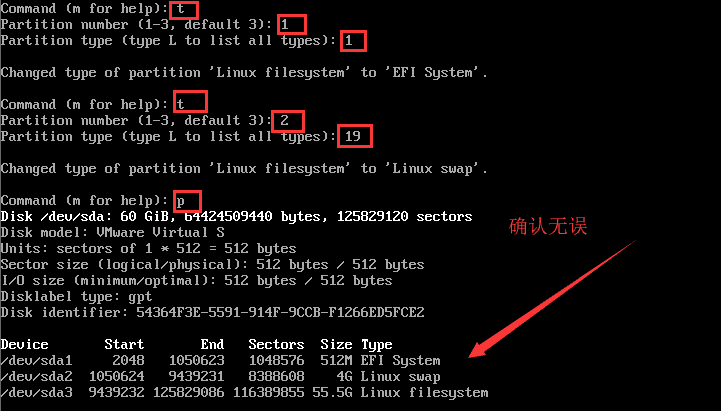 Command (m for help): t
Partition number (1-3, default 3): 1
Partition type (type L to list all types): 1
Changed type of partition 'Linux filesystem' to 'EFI System'.
Command (m for help): t
Partition number (1-3, default 3): 2
Partition type (type L to list all types): 19
Changed type of partition 'Linux filesystem' to 'Linux swap'.
Command (m for help): p
Disk /dev/sda: 60 GiB, 64424509440 bytes, 125829120 sectors
Disk model: VMware Virtual S
Units: sectors of 1 * 512 = 512 bytes
Sector size (logical/physical): 512 bytes / 512 bytes
I/O size (minimum/optimal): 512 bytes / 512 bytes
Disklabel type: gpt
Disk identifier: 54364F3E-5591-914F-9CCB-F1266ED5FCE2
确认无误
Device Start End Sectors Size Type
/dev/sda1 2048 1050623 1048576 512M EFI System
/dev/sda2 1050624 9439231 8388608 4G Linux swap
/dev/sda3 9439232 125829086 116389855 55.5G Linux filesystem